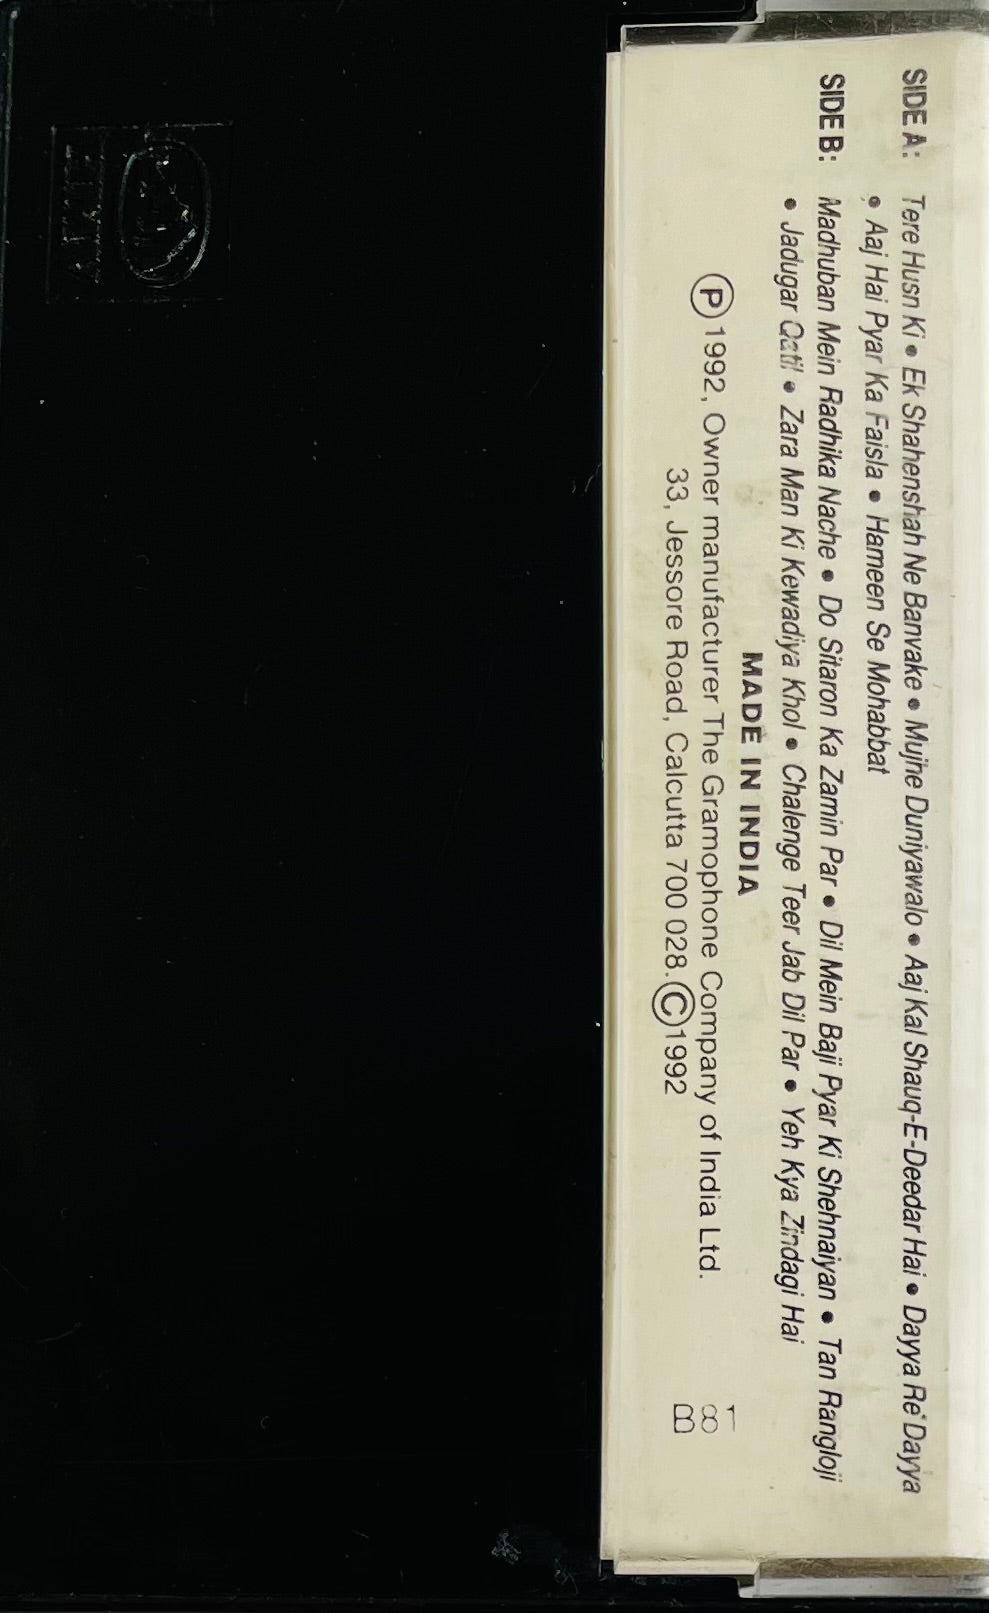 SIDE A: Tere Husn Ki • Ek Shahenshah Ne Banvake • Mujhe Duniyawalo • Aaj Kal Shauq-E-Deedar Hai • Dayya Re Dayya
• Aaj Hai Pyar Ka Faisla • Hameen Se Mohabbat
SIDE B: Madhuban Mein Radhika Nache • Do Sitaron Ka Zamin Par • Dil Mein Baji Pyar Ki Shehnaiyan • Tan Rangloji
• Jadugar Qatil • Zara Man Ki Kewadiya Khol • Chalenge Teer Jab Dil Par • Yeh Kya Zindagi Hai
MADE IN INDIA
Ⓟ 1992, Owner manufacturer The Gramophone Company of India Ltd.
33, Jessore Road, Calcutta 700 028. © 1992
1
8
B